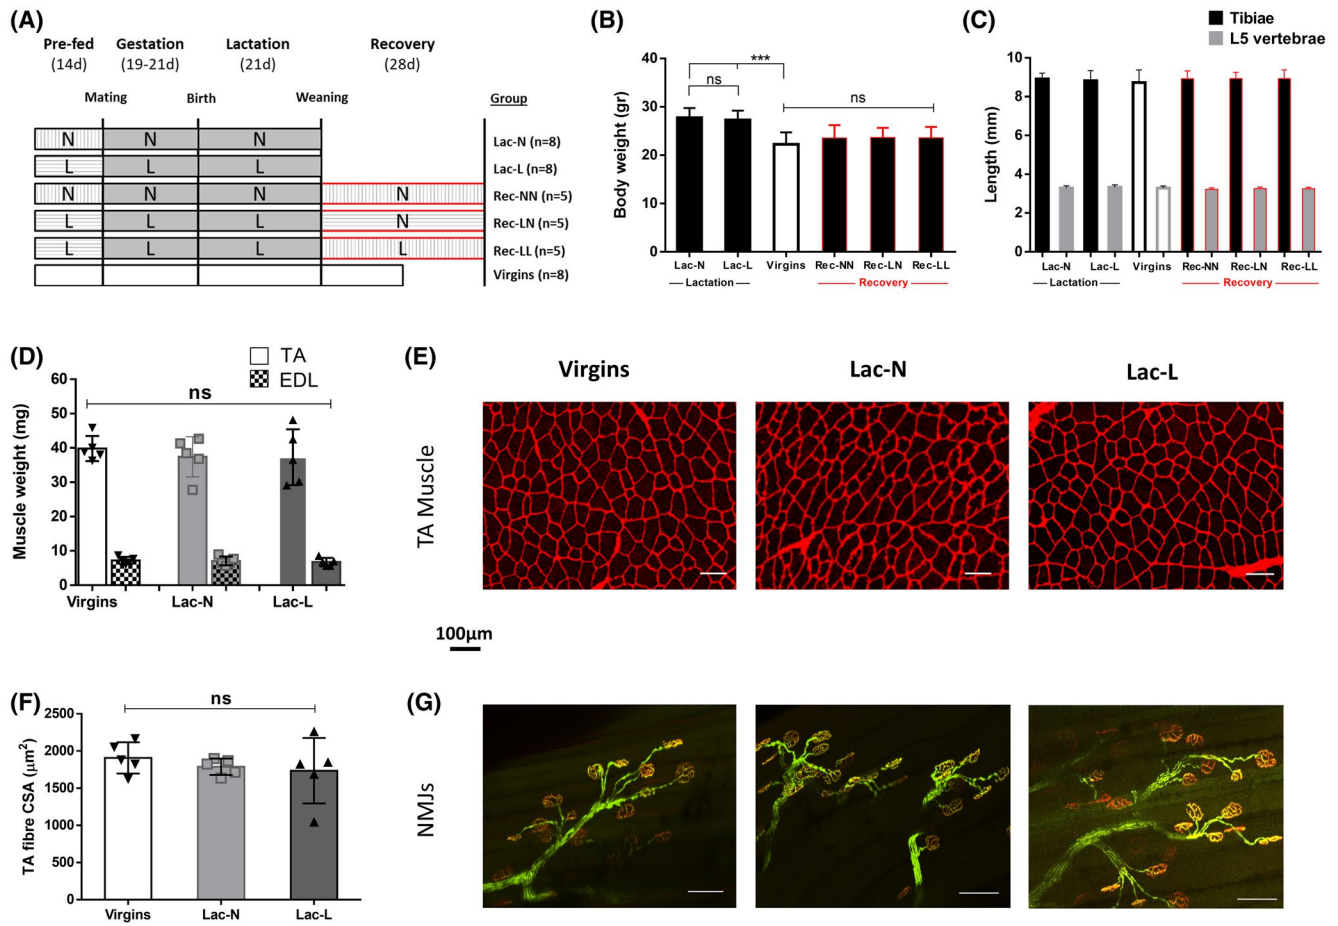 (A)
Pre-fed Gestation Lactation Recovery
(14d) (19-21d) (21d) (28d)
Mating Birth Weaning Group
N N N Lac-N (n=8)
L L L Lac-L (n=8)
N N N N Rec-NN (n=5)
L L L N Rec-LN (n=5)
L L L L Rec-LL (n=5)
Virgins (n=8)
(B)
Body weight (gr)
40
30
20
10
0
***
ns
ns
Lac-N Lac-L Virgins Rec-NN Rec-LN Rec-LL
Lactation Recovery
(C)
Tibiae
L5 vertebrae
Length (mm)
10
8
6
4
2
0
Lac-N Lac-L Virgins Rec-NN Rec-LN Rec-LL
Lactation Recovery
(D)
TA
EDL
Muscle weight (mg)
60
50
40
30
20
10
0
ns
Virgins Lac-N Lac-L
(E)
Virgins Lac-N Lac-L
TA Muscle
100μm
(F)
TA fibre CSA (μm²)
2500
2000
1500
1000
500
0
ns
Virgins Lac-N Lac-L
(G)
NMJs